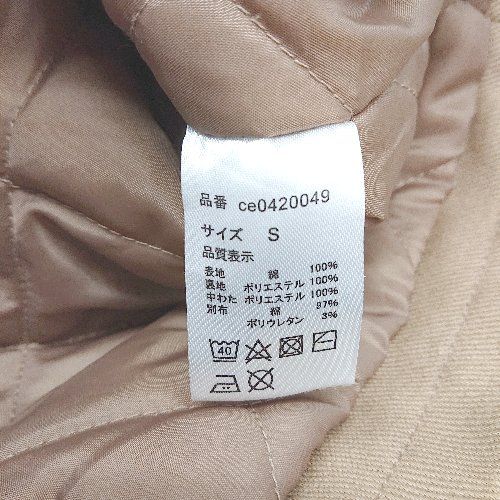 品番 ce0420049
サイズ S
品質表示
表地 綿 100%
裏地 ポリエステル 100%
中わた ポリエステル 100%
別布 綿 97%
ポリウレタン 3%
40